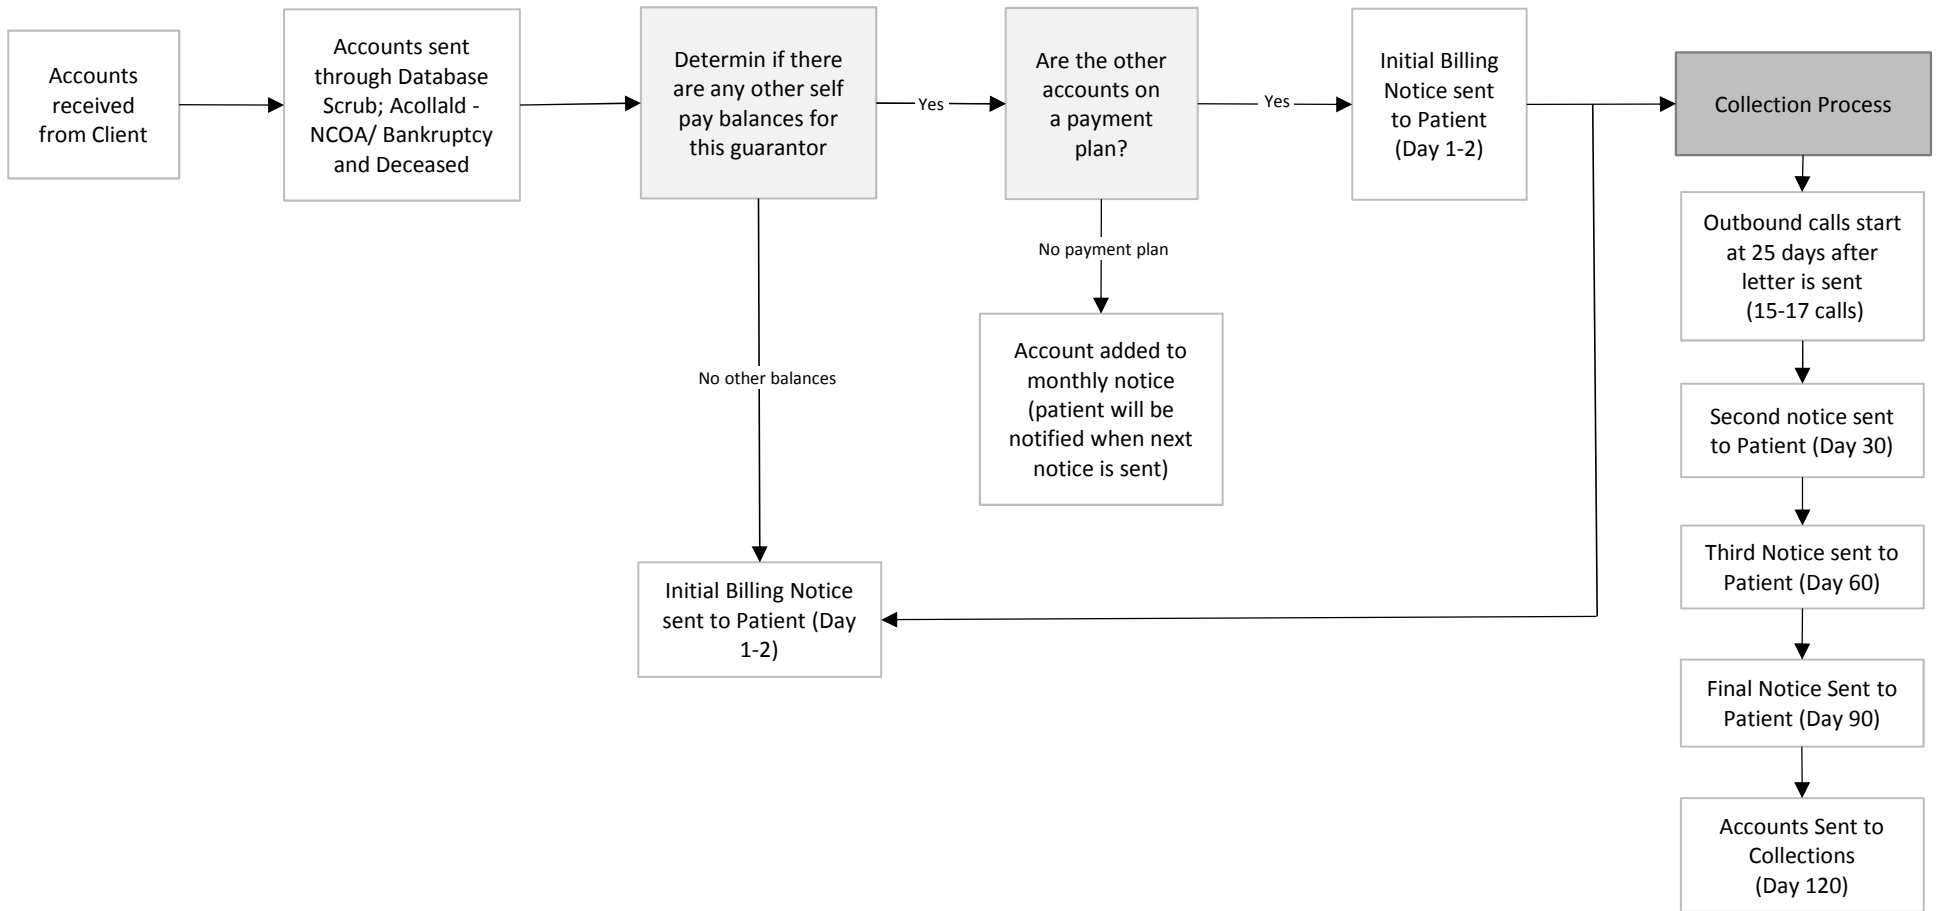 Accounts
received
from Client
Accounts sent
through Database
Scrub; Acollald -
NCOA/ Bankruptcy
and Deceased
Determin if there
are any other self
pay balances for
this guarantor
Yes
Are the other
accounts on
a payment
plan?
Yes
Initial Billing
Notice sent
to Patient
(Day 1-2)
Collection Process
No payment plan
Account added to
monthly notice
(patient will be
notified when next
notice is sent)
No other balances
Initial Billing Notice
sent to Patient (Day
1-2)
Outbound calls start
at 25 days after
letter is sent
(15-17 calls)
Second notice sent
to Patient (Day 30)
Third Notice sent to
Patient (Day 60)
Final Notice Sent to
Patient (Day 90)
Accounts Sent to
Collections
(Day 120)